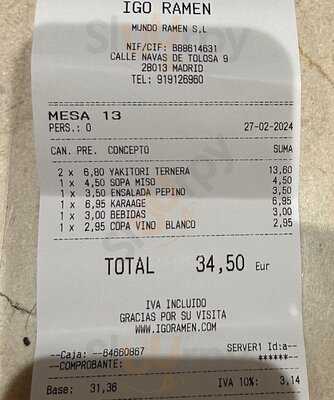 IGO RAMEN
MUNDO RAMEN S,L
NIF/CIF: B88614631
CALLE NAVAS DE TOLOSA 9
28013 MADRID
TEL: 919126960
MESA 13
PERS.: 0 27-02-2024
CAN. PRE. CONCEPTO SUMA
2 x 6,80 YAKITORI TERNERA 13,60
1 x 4,50 SOPA MISO 4,50
1 x 3,50 ENSALADA PEPINO 3,50
1 x 6,95 KARAAGE 6,95
1 x 3,00 BEBIDAS 3,00
1 x 2,95 COPA VINO BLANCO 2,95
TOTAL 34,50 Eur
IVA INCLUIDO
GRACIAS POR SU VISITA
WWW.IGORAMEN.COM
SERVER1 Id:a--
--Caja: --64660867 ******--
--COMPROBANTE:
Base: 31,36 IVA 10%: 3,14